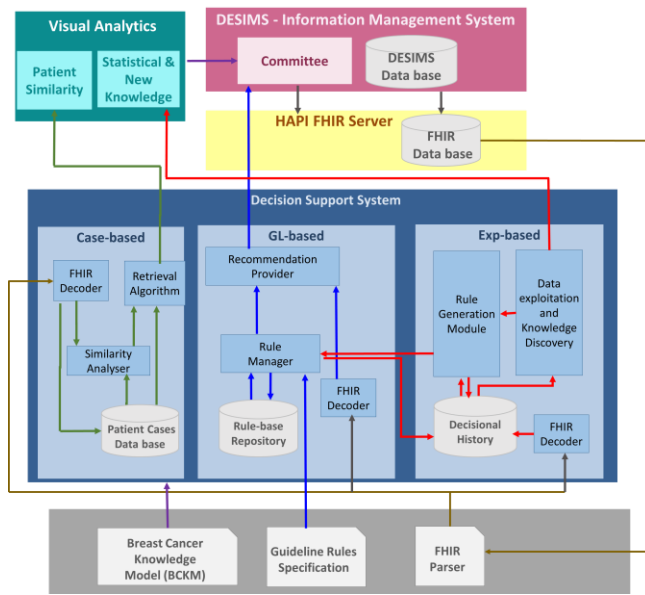 Visual Analytics
Patient
Similarity
Statistical &
New
Knowledge
DESIMS - Information Management System
Committee
DESIMS
Data base
HAPI FHIR Server
FHIR
Data base
Decision Support System
Case-based
FHIR
Decoder
Retrieval
Algorithm
Similarity
Analyser
Patient Cases
Data base
GL-based
Recommendation
Provider
Rule
Manager
FHIR
Decoder
Rule-base
Repository
Exp-based
Rule
Generation
Module
Data
exploitation
and
Knowledge
Discovery
Decisional
History
FHIR
Decoder
Breast Cancer
Knowledge
Model (BCKM)
Guideline Rules
Specification
FHIR
Parser